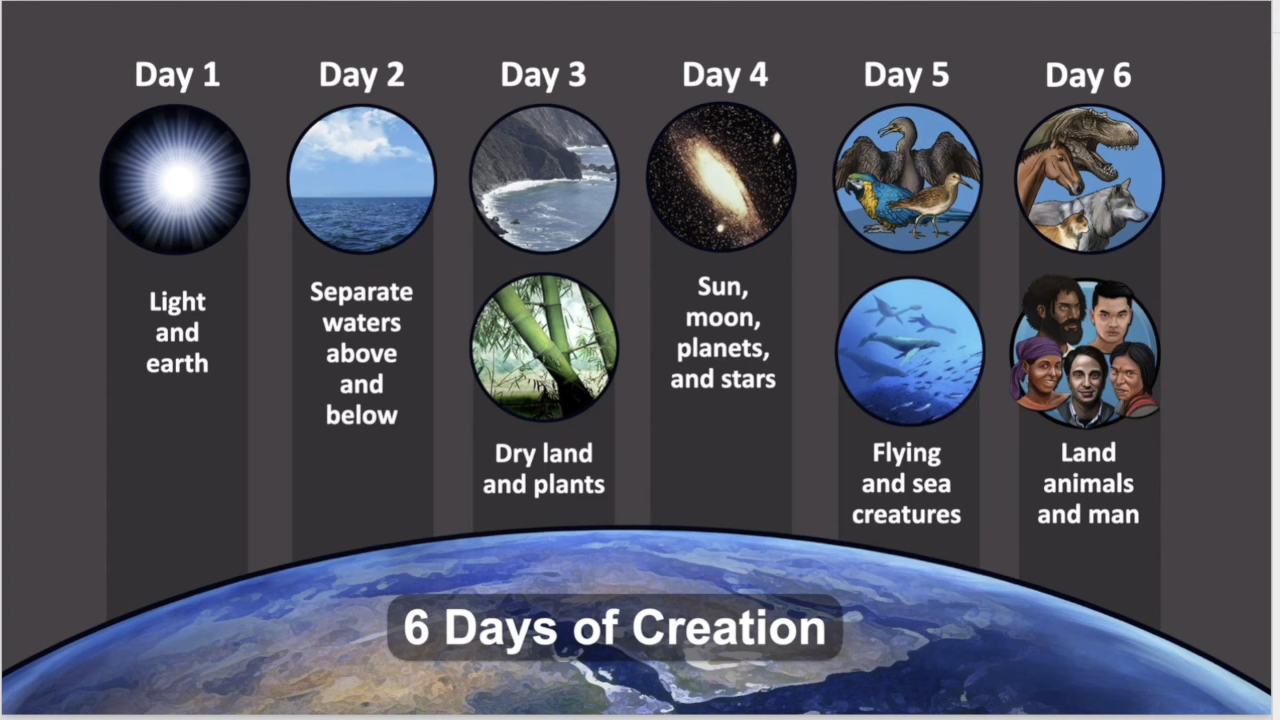 Day 1
Day 2
Day 3
Day 4
Day 5
Day 6
Light
and
earth
Separate
waters
above
and
below
Dry land
and plants
Sun,
moon,
planets,
and stars
Flying
and sea
creatures
Land
animals
and man
6 Days of Creation